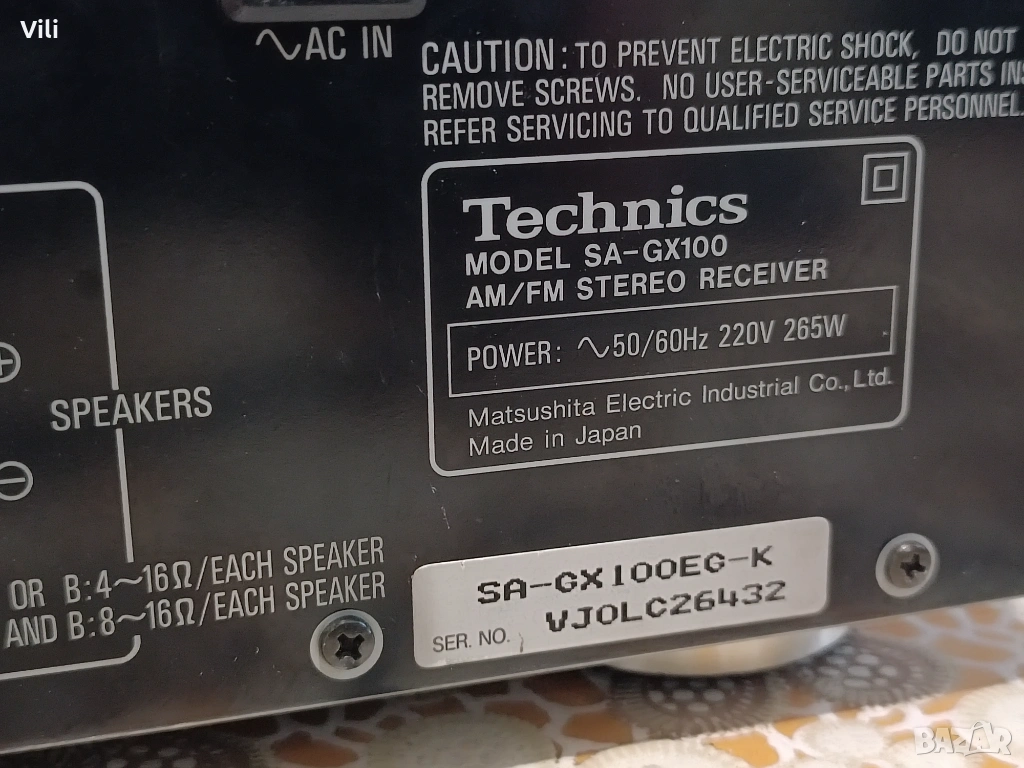 Vili
∿AC IN
CAUTION: TO PREVENT ELECTRIC SHOCK, DO NOT
REMOVE SCREWS. NO USER-SERVICEABLE PARTS INS
REFER SERVICING TO QUALIFIED SERVICE PERSONNEL.
Technics
MODEL SA-GX100
AM/FM STEREO RECEIVER
POWER: ∿50/60Hz 220V 265W
Matsushita Electric Industrial Co., Ltd.
Made in Japan
+
SPEAKERS
−
OR B:4~16Ω/EACH SPEAKER
AND B:8~16Ω/EACH SPEAKER
SA-GX100EG-K
VJOLC26432
SER. NO.
BAZAR